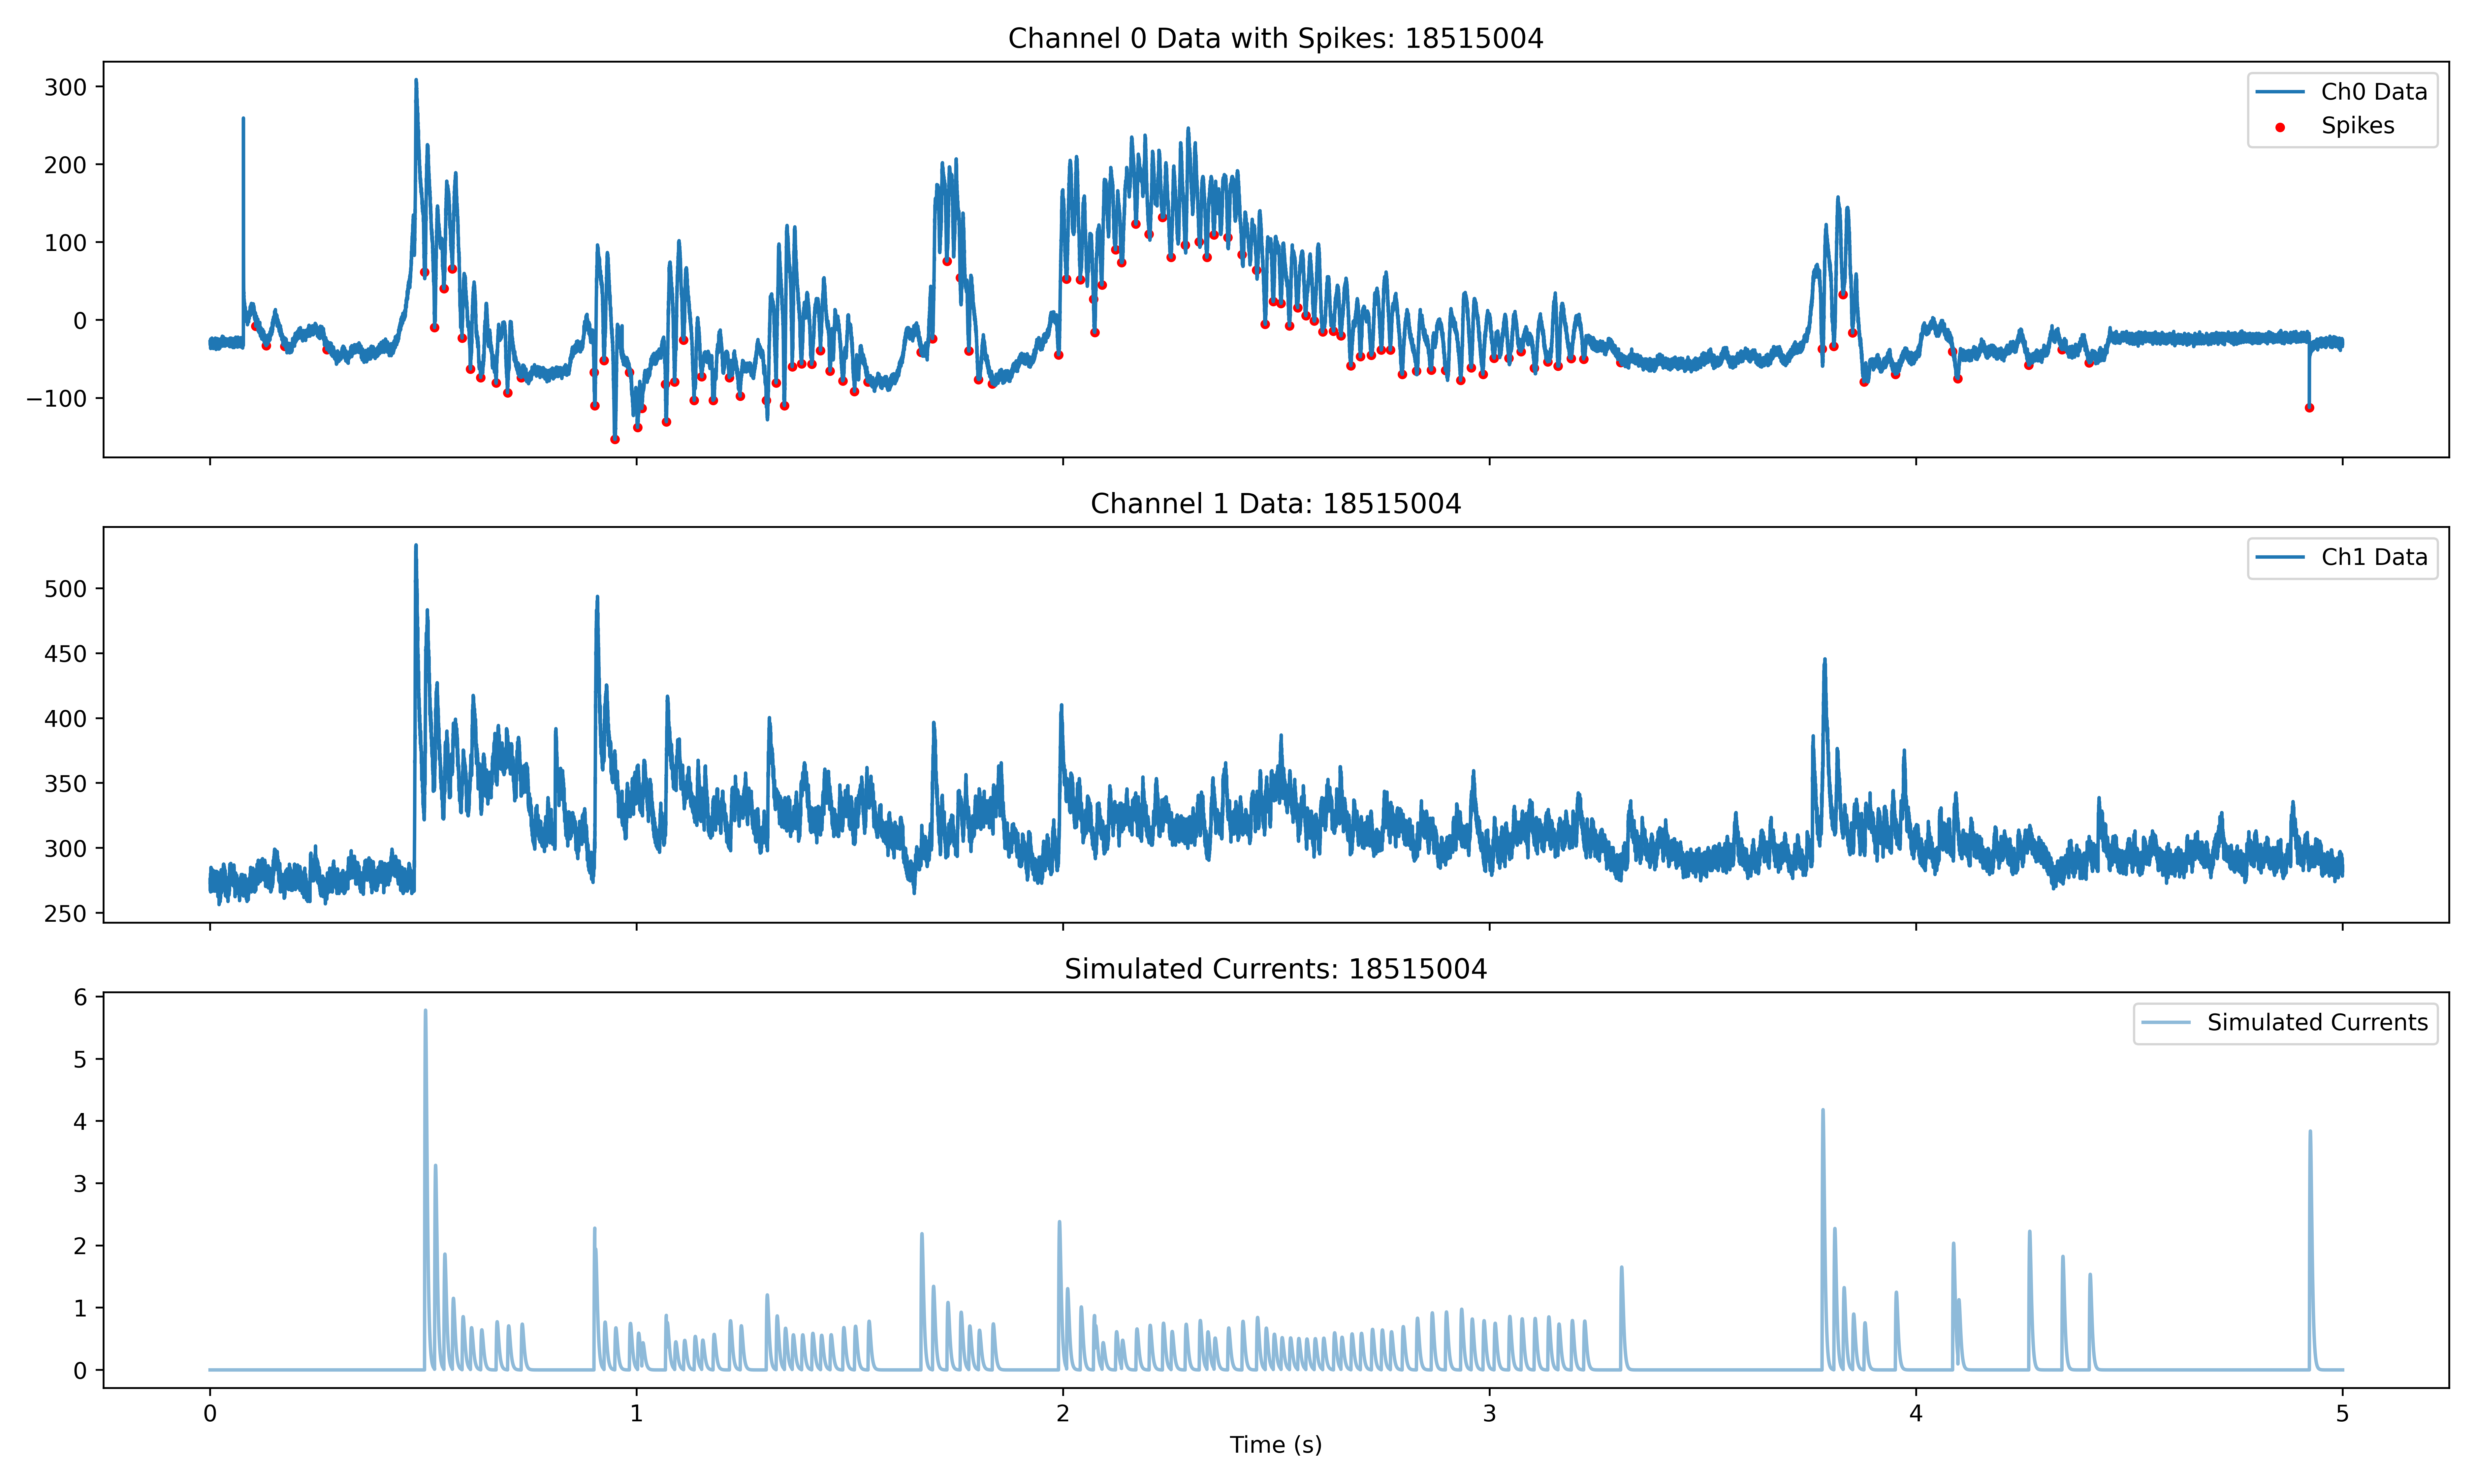 Channel 0 Data with Spikes: 18515004
300
200
100
0
−100
Ch0 Data
Spikes
Channel 1 Data: 18515004
500
450
400
350
300
250
Ch1 Data
Simulated Currents: 18515004
6
5
4
3
2
1
0
Simulated Currents
0 1 2 3 4 5
Time (s)